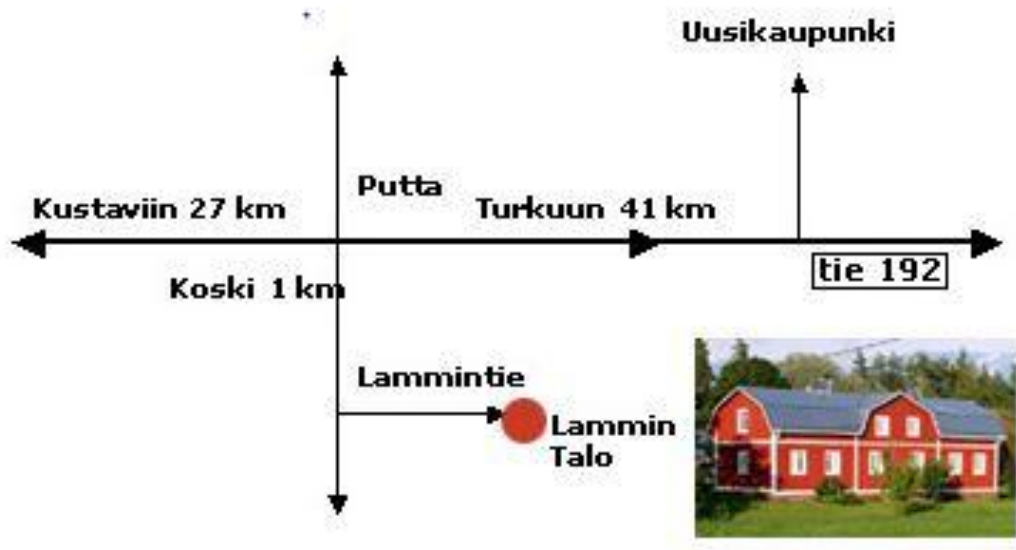 Uusikaupunki
Putta
Kustaviin 27 km
Turkuun 41 km
tie 192
Koski 1 km
Lammintie
Lammin
Talo